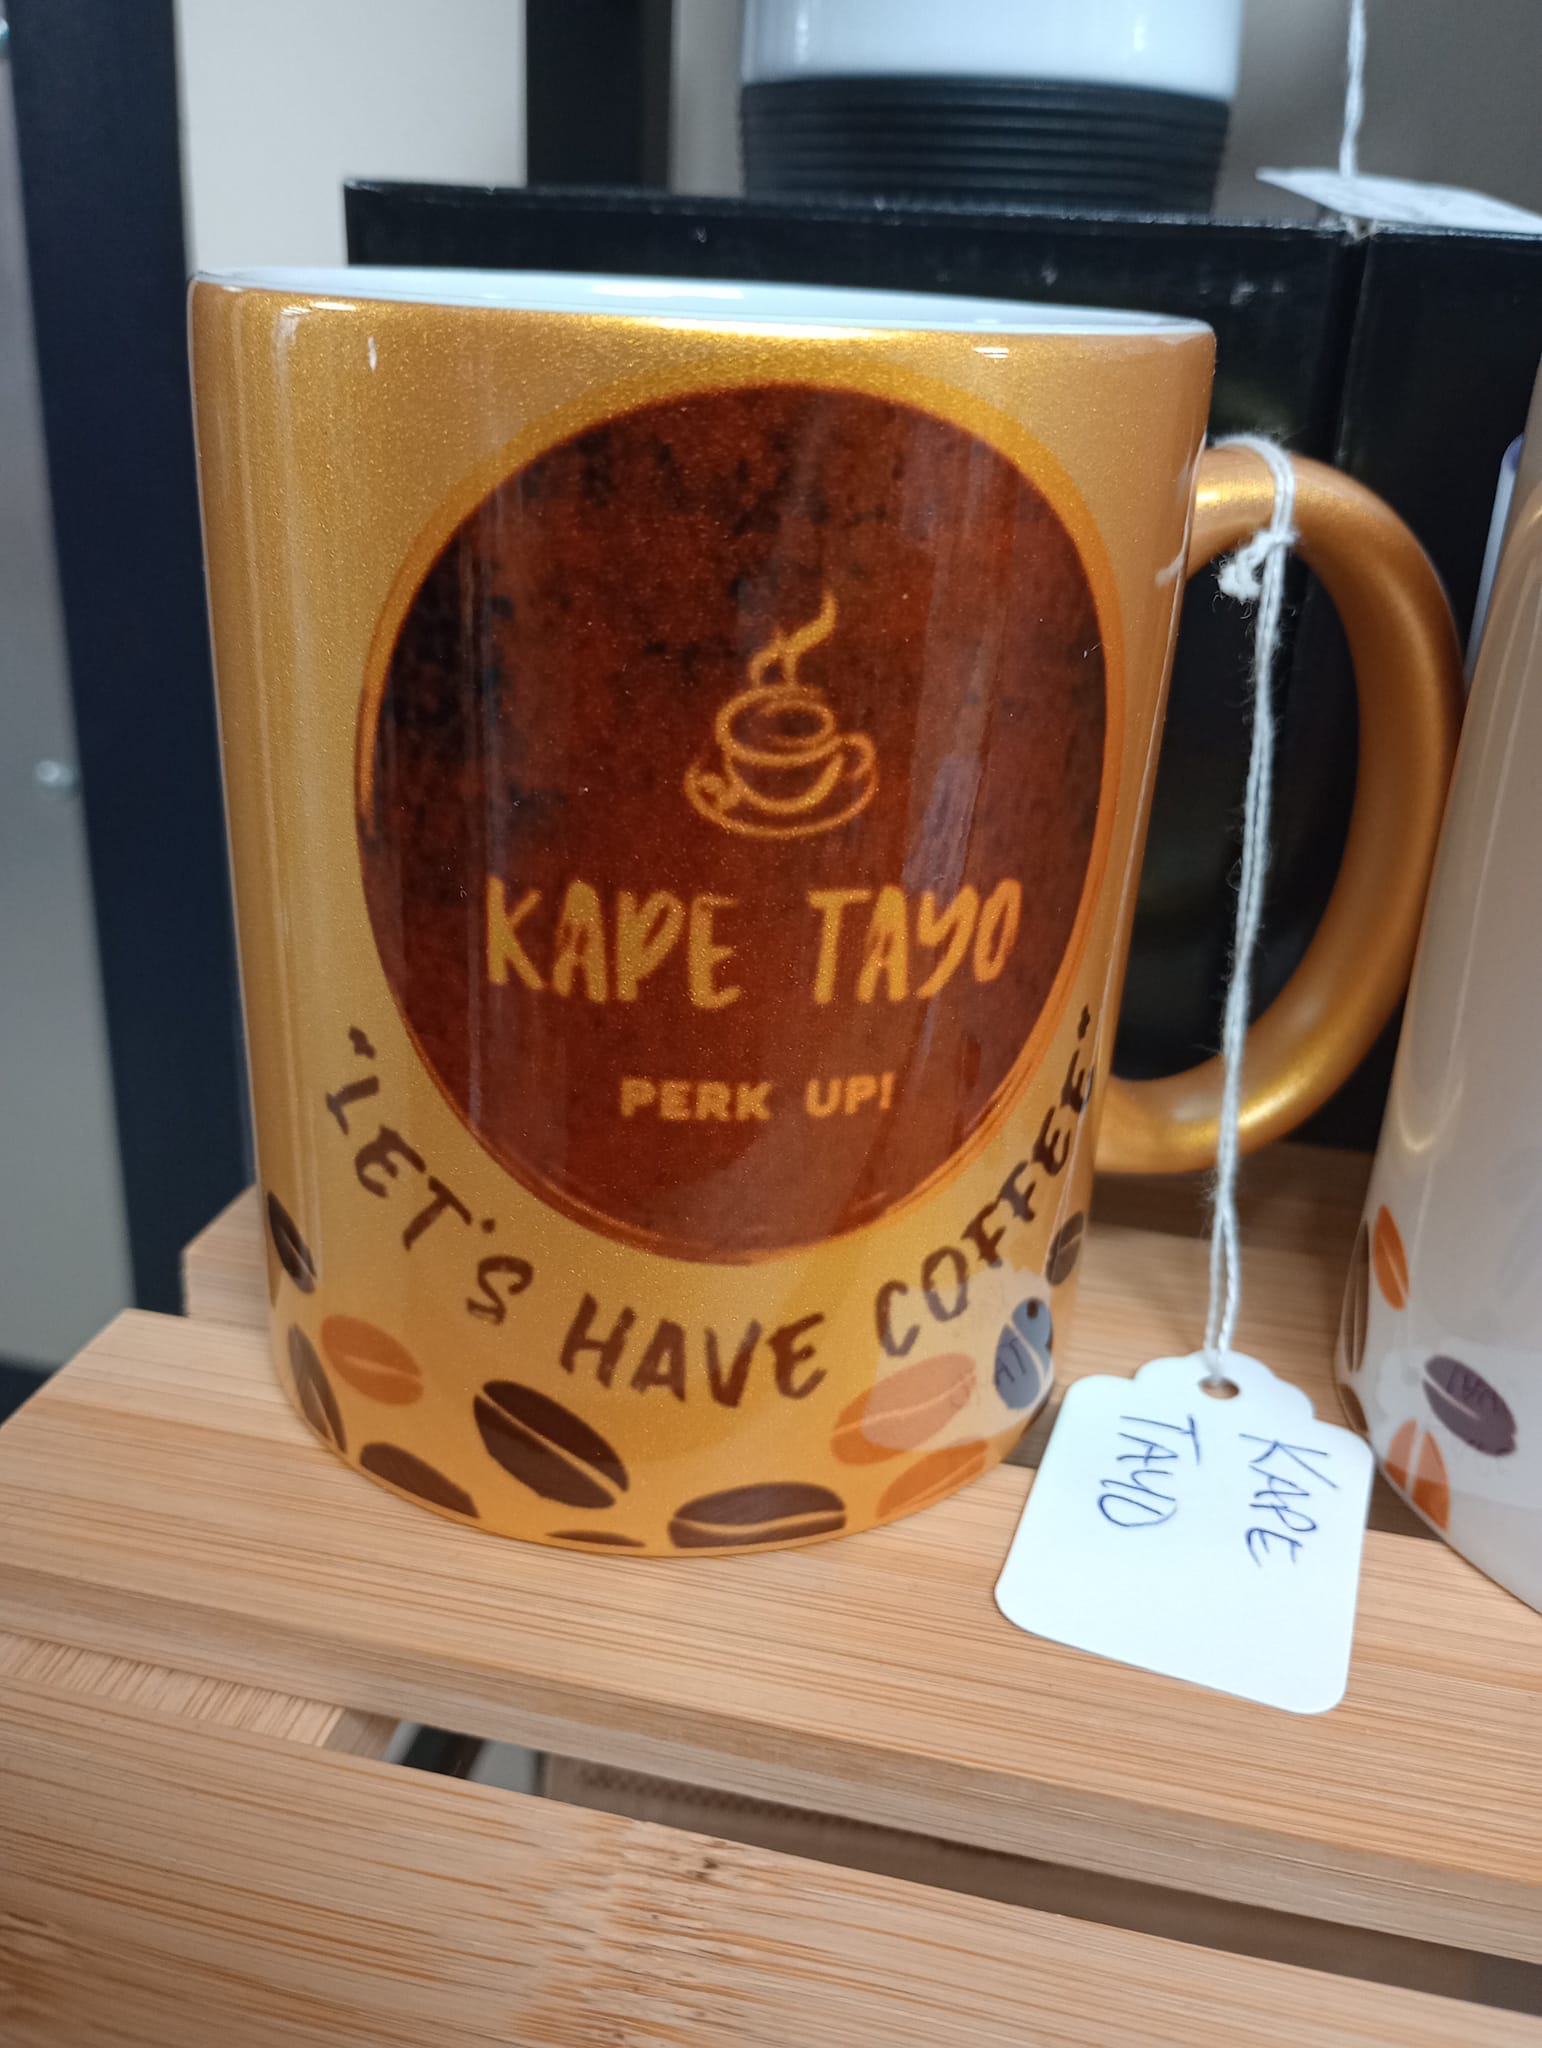 KAPE TAYO
PERK UP!
"LET'S HAVE COFFEE"
KAPE
TAYO